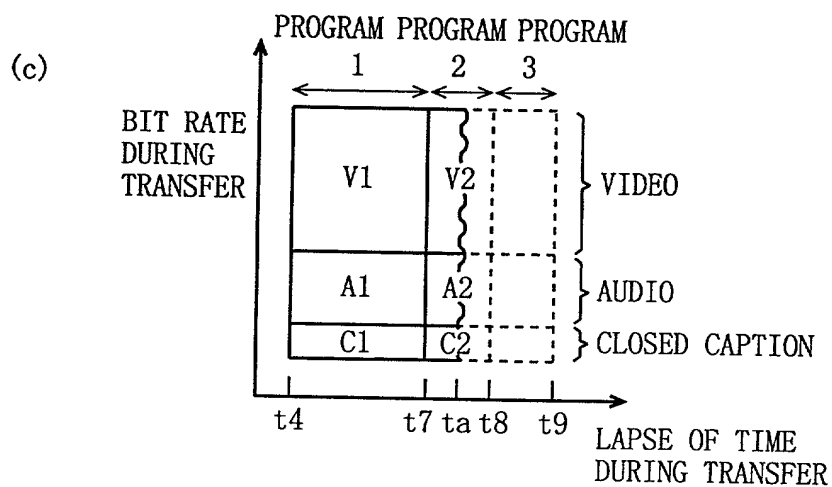 PROGRAM PROGRAM PROGRAM
(c)
1 2 3
BIT RATE
DURING
TRANSFER
V1 V2 VIDEO
A1 A2 AUDIO
C1 C2 CLOSED CAPTION
t4 t7 ta t8 t9
LAPSE OF TIME
DURING TRANSFER